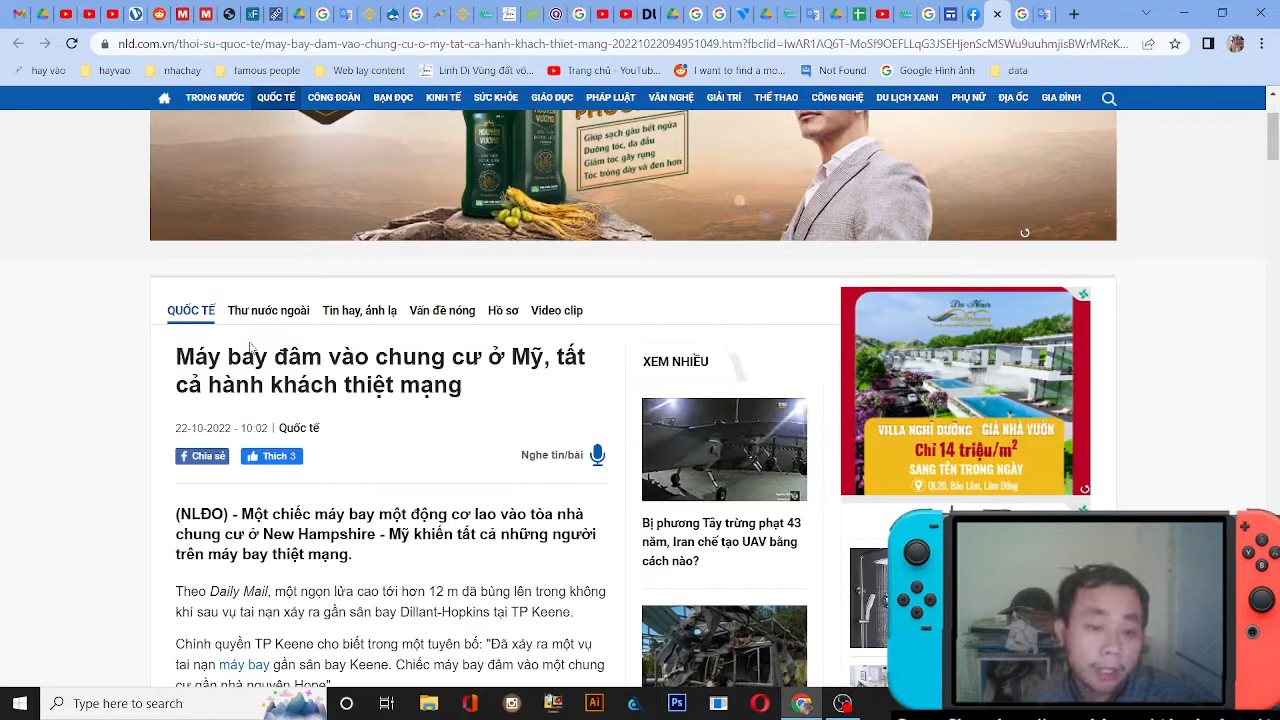 nld.com.vn/thoi-su-quoc-te/may-bay-dam-vao-chung-cu-o-my-tat-ca-hanh-khach-thiet-mang-20221022094951049.htm?fbclid=
hay vào hayvao Reading list Web lay content Linh Di lấy dữ liệu... Trang chủ - YouTub... I want to find a mo... Not Found Google Hình ảnh data
TRONG NƯỚC QUỐC TẾ CÔNG ĐOÀN BẠN ĐỌC KINH TẾ SỨC KHỎE GIÁO DỤC PHÁP LUẬT VĂN NGHỆ GIẢI TRÍ THỂ THAO CÔNG NGHỆ DU LỊCH XANH PHỤ NỮ ĐỊA ỐC GIA ĐÌNH
NGUYÊN VƯƠNG
Giúp sạch gàu hết ngứa
Dưỡng tóc, da đầu
Giảm tóc gãy rụng
Tóc trông dày và đen hơn
QUỐC TẾ Thư nước ngoài Tin hay, ảnh lạ Vấn đề nóng Hồ sơ Video clip
Máy bay đâm vào chung cư ở Mỹ, tất
cả hành khách thiệt mạng
22-10-2022 - 10:02 | Quốc tế
Chia sẻ Thích 3 Nghe tin/bài
(NLĐO) - Một chiếc máy bay một động cơ lao vào tòa nhà
chung cư ở New Hampshire - Mỹ khiến tất cả những người
trên máy bay thiệt mạng.
Theo Daily Mail, một ngọn lửa cao tới hơn 12 m đã bùng lên trong không
khí sau vụ tai nạn xảy ra gần sân bay Dillant-Hopkins tại TP Keene.
Chính quyền TP Keene cho biết trong một tuyên bố: "Đã xảy ra một vụ
tai nạn máy bay gần sân bay Keene. Chiếc máy bay đâm vào một chung
cư gần nhà nguyện Hope"
XEM NHIỀU
Bị phương Tây trừng phạt 43
năm, Iran chế tạo UAV bằng
cách nào?
VILLA NGHỈ DƯỠNG - GIÁ NHÀ VƯỜN
Chỉ 14 triệu/m²
SANG TÊN TRONG NGÀY
QL20, Bảo Lâm, Lâm Đồng
X
Y A
B
Type here to search